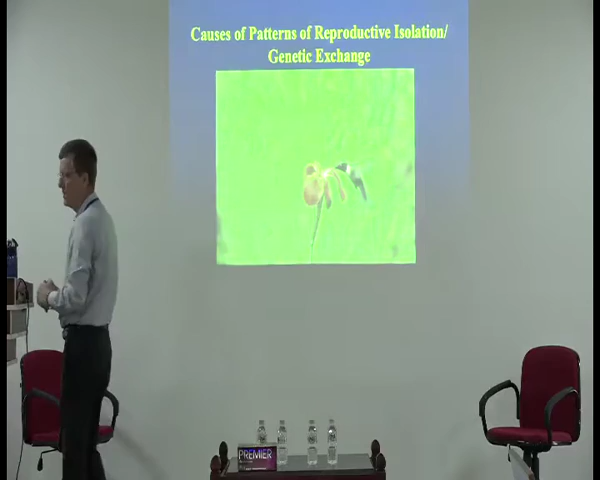 Causes of Patterns of Reproductive Isolation/
Genetic Exchange
PREMIER